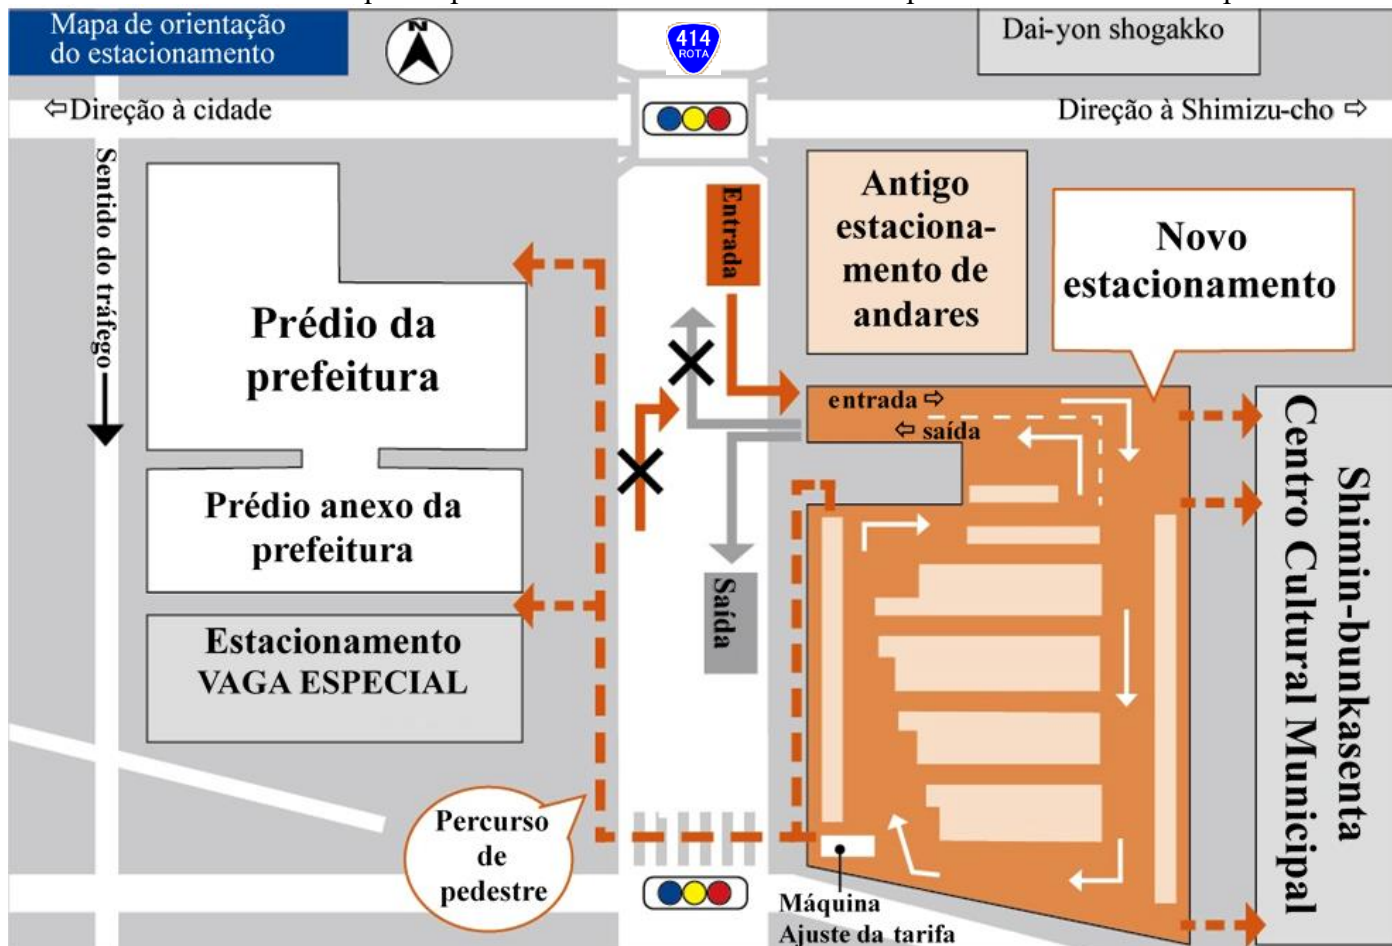 Mapa de orientação
do estacionamento
N
414
ROTA
Dai-yon shogakko
⇦Direção à cidade
Direção à Shimizu-cho ⇨
Sentido do tráfego
Entrada
Antigo
estaciona-
mento de
andares
Novo
estacionamento
Prédio da
prefeitura
entrada ⇨
⇦ saída
Prédio anexo da
prefeitura
Saída
Estacionamento
VAGA ESPECIAL
Shimin-bunkasenta
Centro Cultural Municipal
Percurso
de
pedestre
Máquina
Ajuste da tarifa